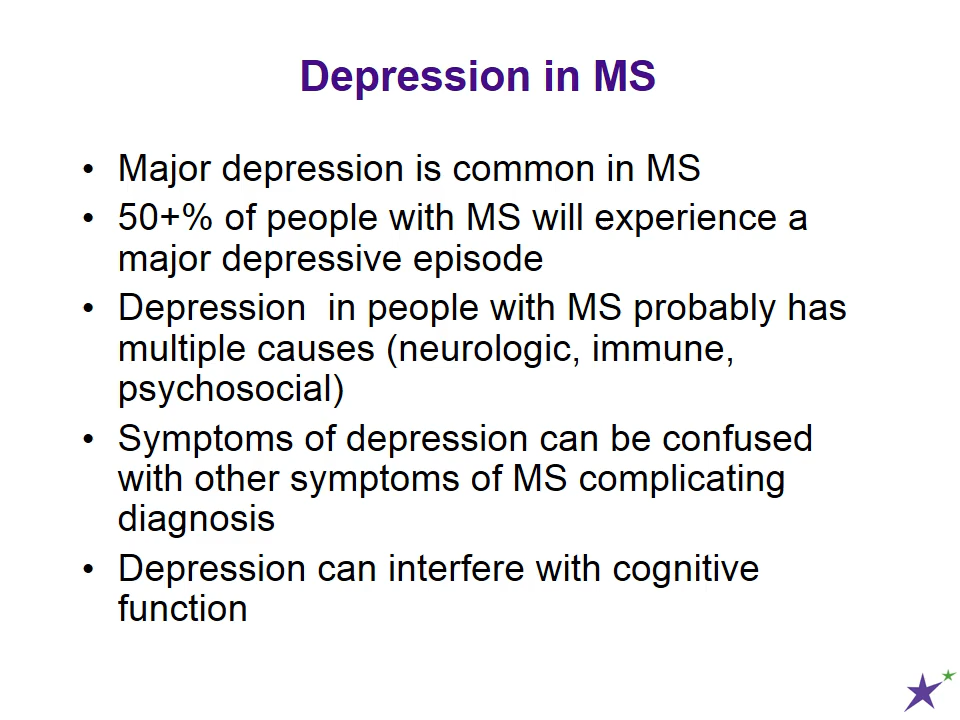 Depression in MS
• Major depression is common in MS
• 50+% of people with MS will experience a
major depressive episode
• Depression  in people with MS probably has
multiple causes (neurologic, immune,
psychosocial)
• Symptoms of depression can be confused
with other symptoms of MS complicating
diagnosis
• Depression can interfere with cognitive
function